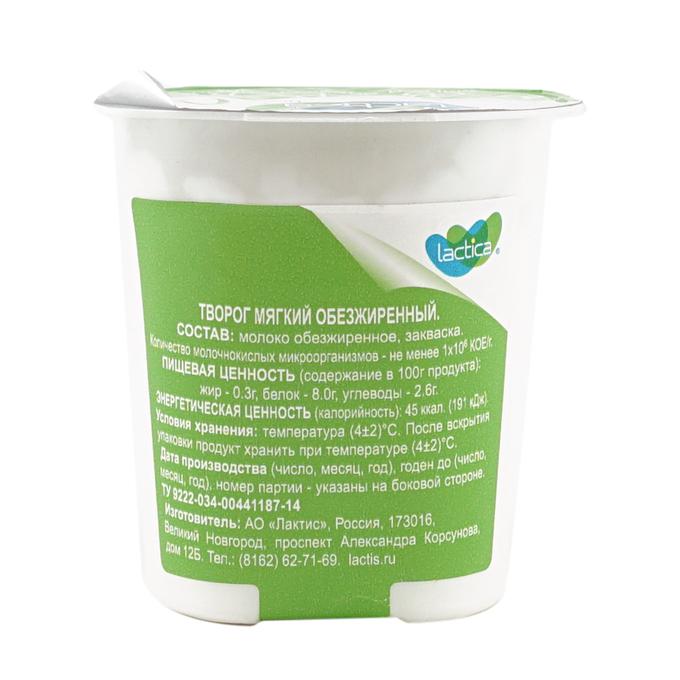 lactica
ТВОРОГ МЯГКИЙ ОБЕЗЖИРЕННЫЙ.
СОСТАВ: молоко обезжиренное, закваска.
Количество молочнокислых микроорганизмов - не менее 1х10⁶ КОЕ/г.
ПИЩЕВАЯ ЦЕННОСТЬ (содержание в 100г продукта):
жир - 0.3г, белок - 8.0г, углеводы - 2.6г.
ЭНЕРГЕТИЧЕСКАЯ ЦЕННОСТЬ (калорийность): 45 ккал. (191 кДж).
Условия хранения: температура (4±2)°С. После вскрытия
упаковки продукт хранить при температуре (4±2)°С.
Дата производства (число, месяц, год), годен до (число,
месяц, год), номер партии - указаны на боковой стороне.
ТУ 9222-034-00441187-14
Изготовитель: АО «Лактис», Россия, 173016,
Великий Новгород, проспект Александра Корсунова,
дом 12Б. Тел.: (8162) 62-71-69. lactis.ru